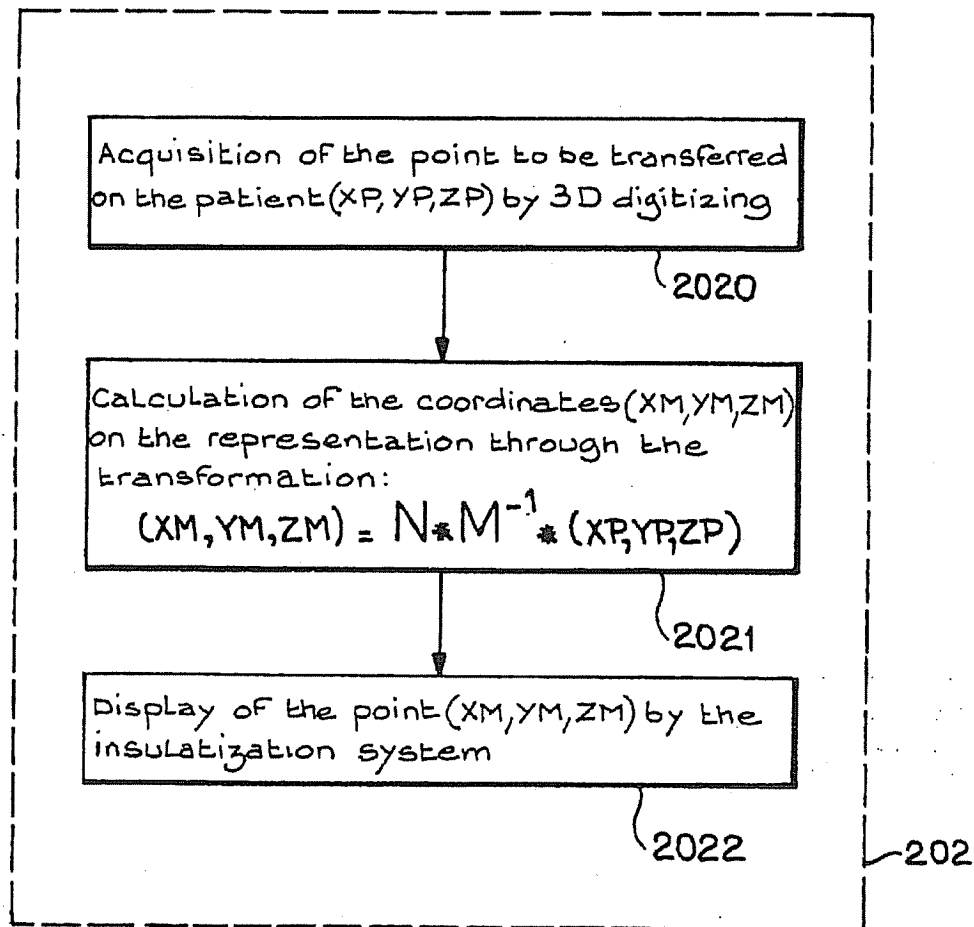 Acquisition of the point to be transferred
on the patient (XP, YP, ZP) by 3D digitizing
2020
Calculation of the coordinates (XM, YM, ZM)
on the representation through the
transformation:
(XM, YM, ZM) = N * M⁻¹ * (XP, YP, ZP)
2021
Display of the point (XM, YM, ZM) by the
insulatization system
2022
202